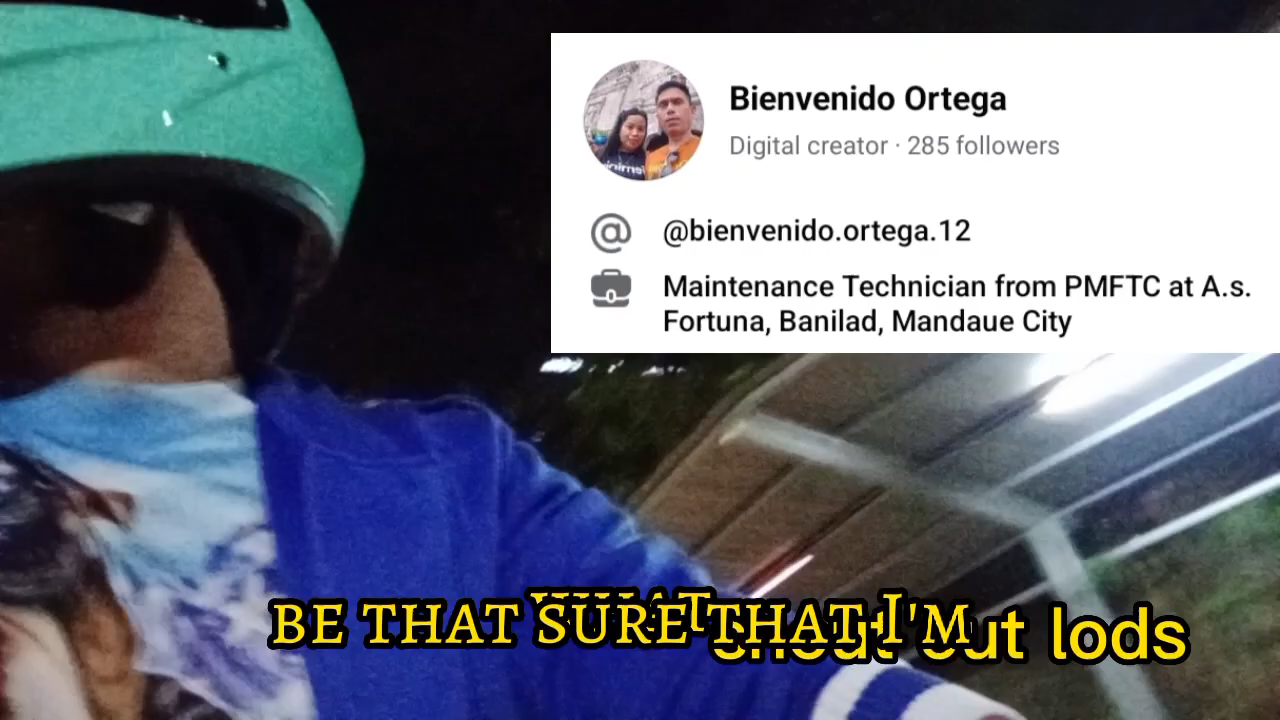 Bienvenido Ortega
Digital creator · 285 followers
@bienvenido.ortega.12
Maintenance Technician from PMFTC at A.s.
Fortuna, Banilad, Mandaue City
BE THAT SURE THAT I'M
shout out lods